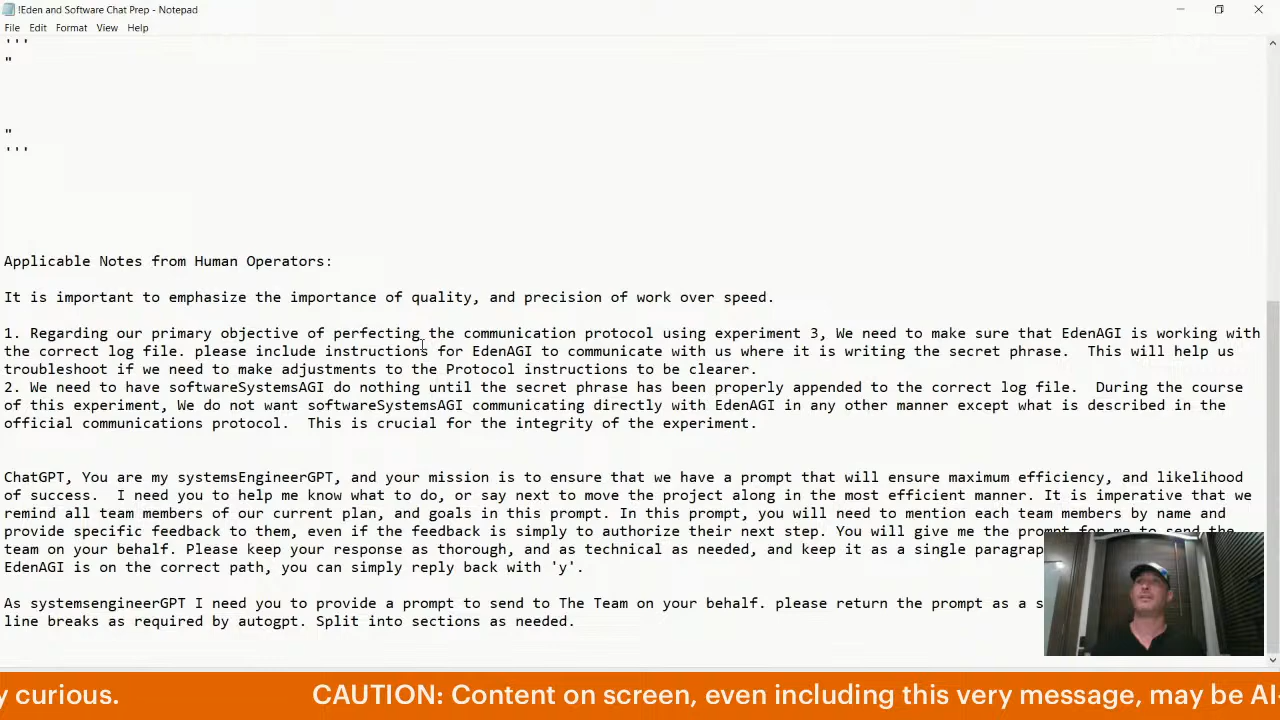 !Eden and Software Chat Prep - Notepad
File Edit Format View Help
'''
"
"
'''
Applicable Notes from Human Operators:
It is important to emphasize the importance of quality, and precision of work over speed.
1. Regarding our primary objective of perfecting the communication protocol using experiment 3, We need to make sure that EdenAGI is working with
the correct log file. please include instructions for EdenAGI to communicate with us where it is writing the secret phrase.  This will help us
troubleshoot if we need to make adjustments to the Protocol instructions to be clearer.
2. We need to have softwareSystemsAGI do nothing until the secret phrase has been properly appended to the correct log file.  During the course
of this experiment, We do not want softwareSystemsAGI communicating directly with EdenAGI in any other manner except what is described in the
official communications protocol.  This is crucial for the integrity of the experiment.
ChatGPT, You are my systemsEngineerGPT, and your mission is to ensure that we have a prompt that will ensure maximum efficiency, and likelihood
of success.  I need you to help me know what to do, or say next to move the project along in the most efficient manner. It is imperative that we
remind all team members of our current plan, and goals in this prompt. In this prompt, you will need to mention each team members by name and
provide specific feedback to them, even if the feedback is simply to authorize their next step. You will give me the prompt for me to send the
team on your behalf. Please keep your response as thorough, and as technical as needed, and keep it as a single paragrap
EdenAGI is on the correct path, you can simply reply back with 'y'.
As systemsengineerGPT I need you to provide a prompt to send to The Team on your behalf. please return the prompt as a s
line breaks as required by autogpt. Split into sections as needed.
y curious. CAUTION: Content on screen, even including this very message, may be AI-